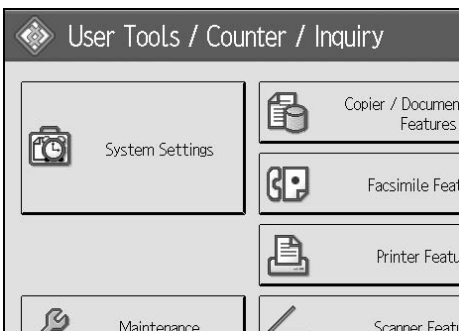 User Tools / Counter / Inquiry
System Settings
Copier / Documen
Features
Facsimile Feat
Printer Featu
Maintenance
Scanner Featu